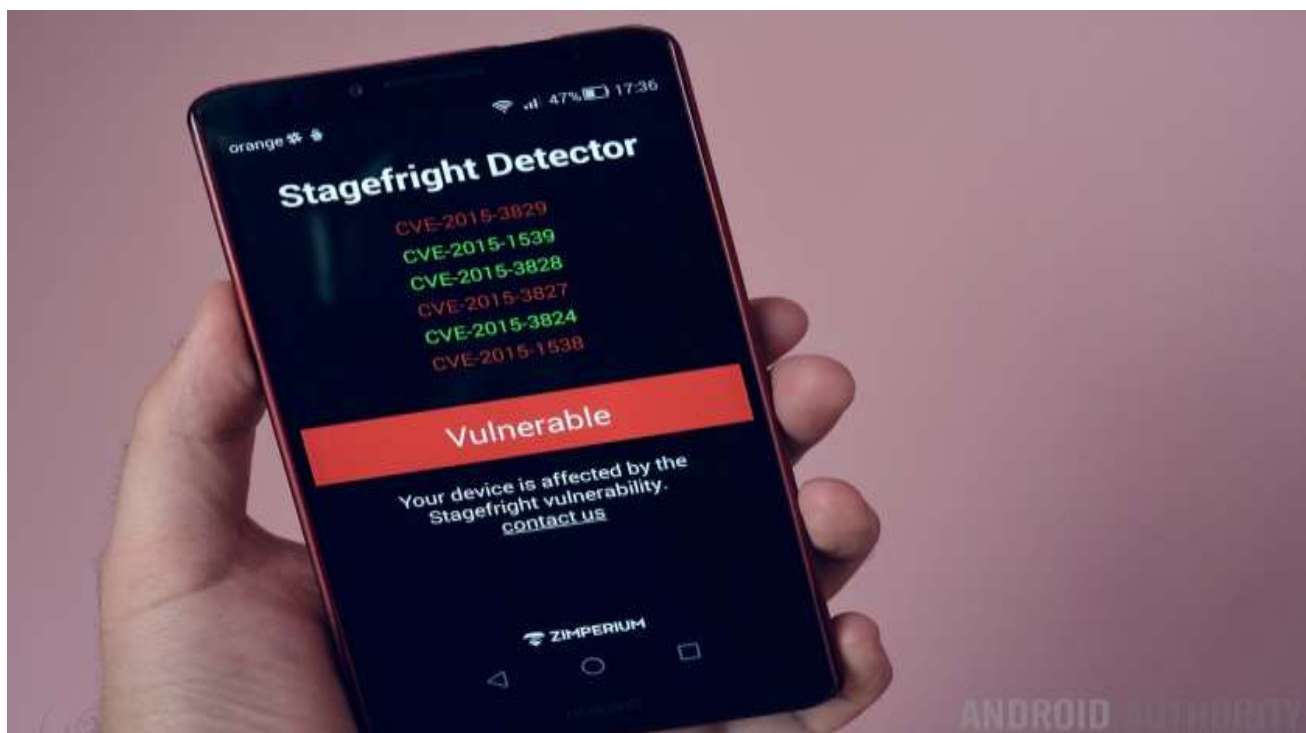 orange
47% 17:36
Stagefright Detector
CVE-2015-3829
CVE-2015-1539
CVE-2015-3828
CVE-2015-3827
CVE-2015-3824
CVE-2015-1538
Vulnerable
Your device is affected by the
Stagefright vulnerability.
contact us
ZIMPERIUM
ANDROID AUTHORITY